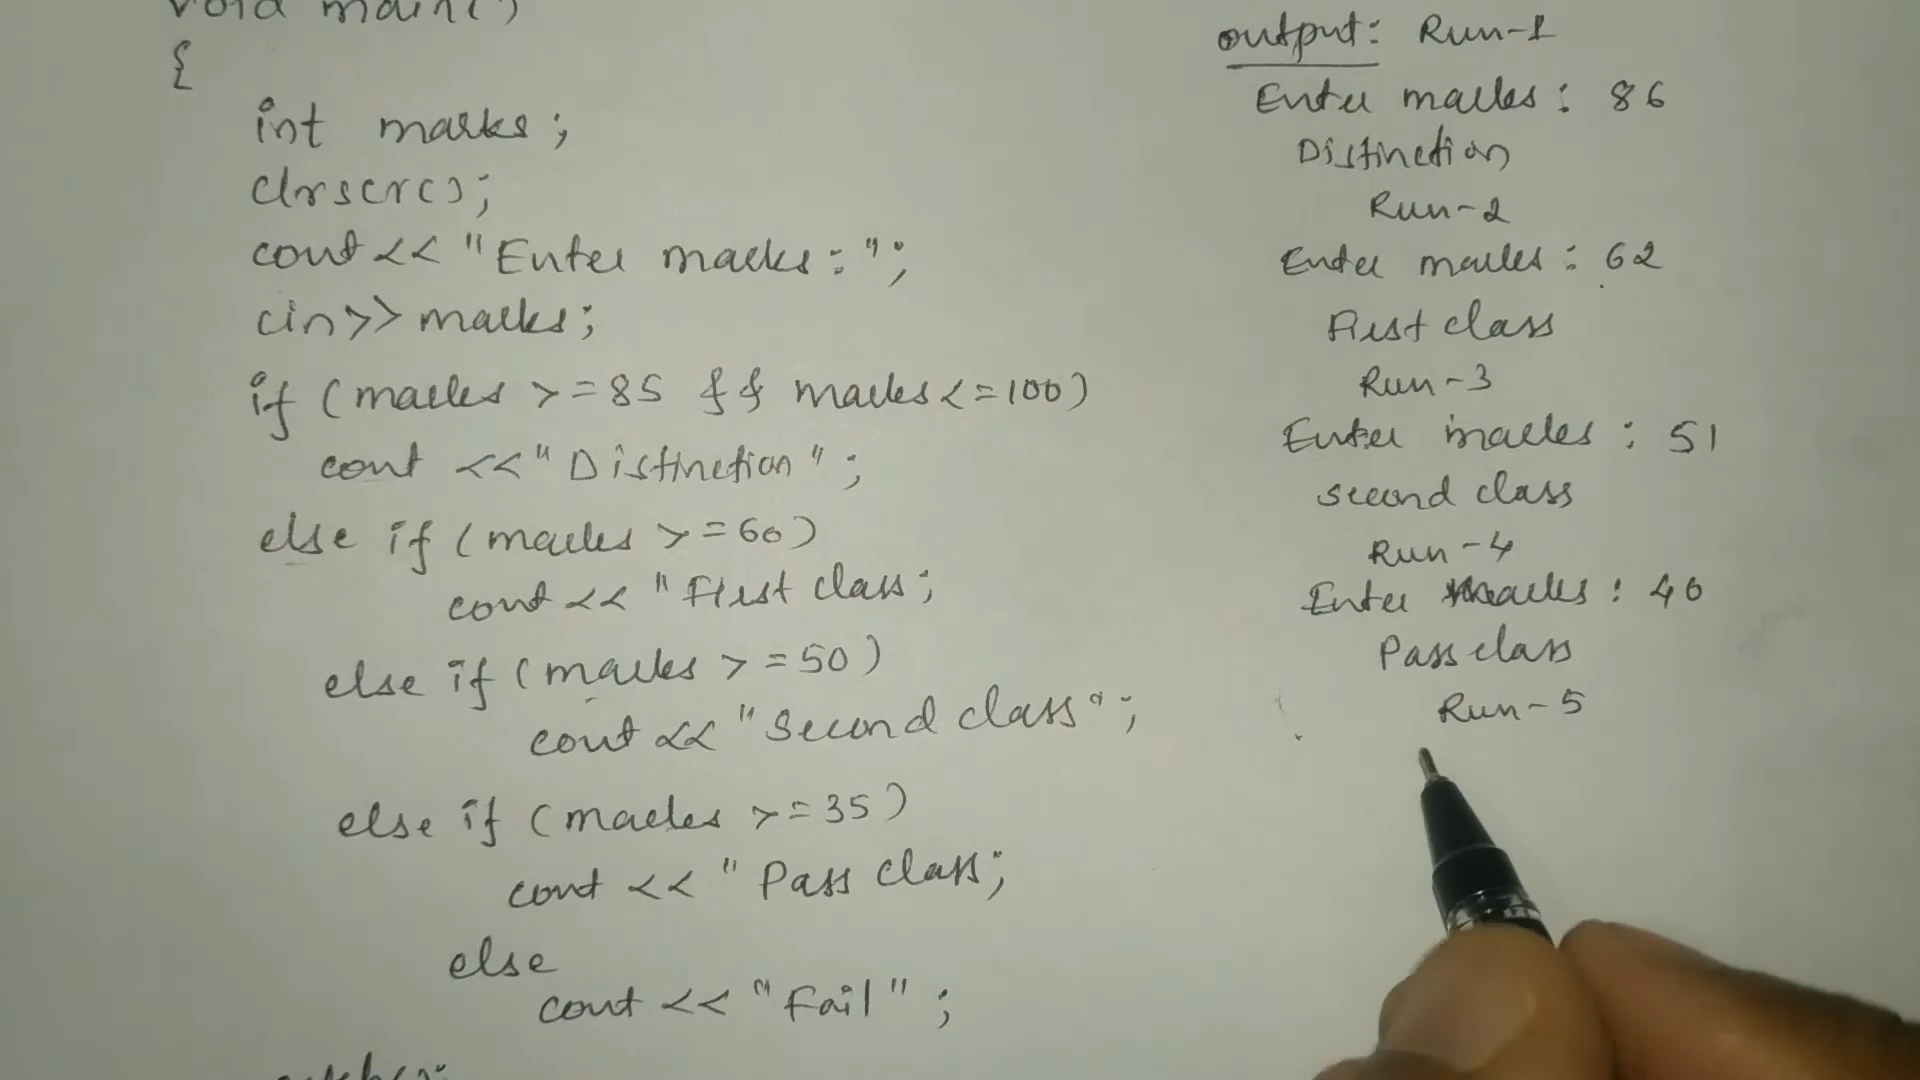 void main()
{
int marks;
clrscr();
cout<< "Enter marks: ";
cin>> marks;
if (marks >=85 && marks<=100)
cout <<"Distinction";
else if (marks >=60)
cout << "First class;
else if (marks >=50)
cout << "Second class";
else if (marks >=35)
cout << "Pass class;
else
cout << "Fail";
output: Run-1
Enter marks: 86
Distinction
Run-2
Enter marks: 62
First class
Run-3
Enter marks: 51
second class
Run-4
Enter marks: 40
Pass class
Run-5